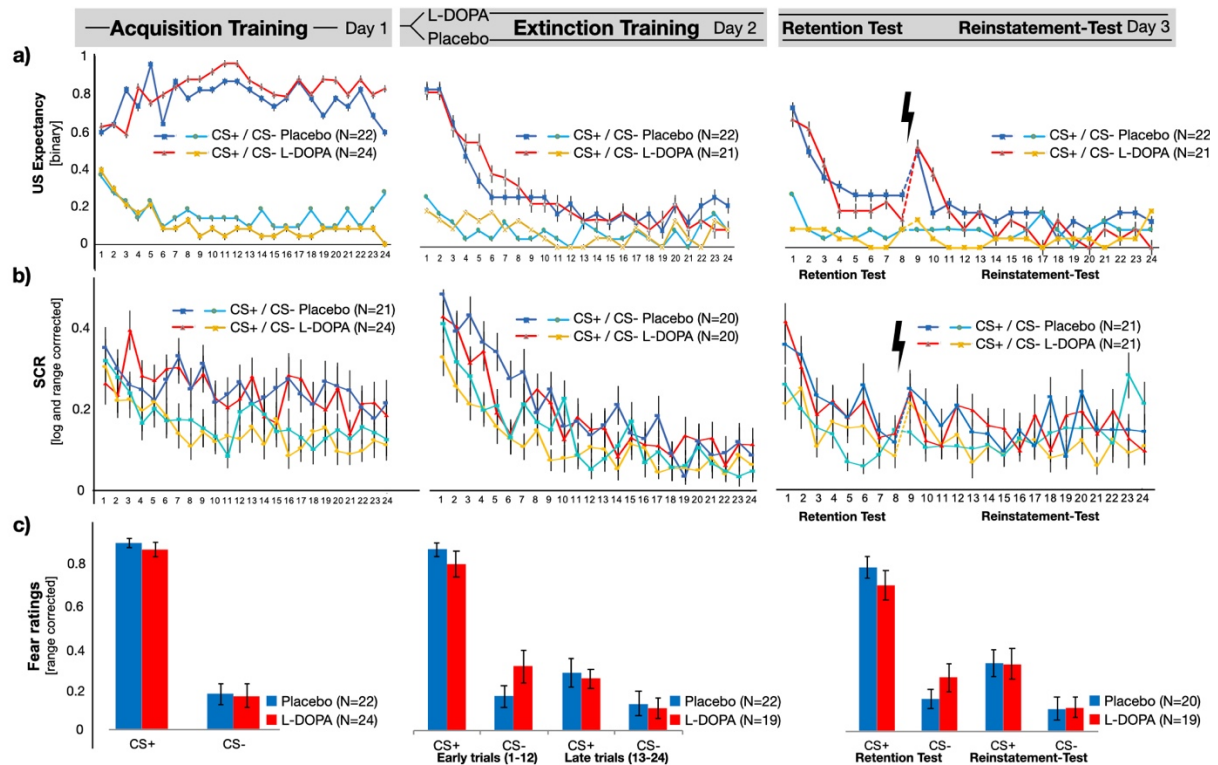 Acquisition Training Day 1
L-DOPA
Placebo
Extinction Training Day 2
Retention Test Reinstatement-Test Day 3
a)
US Expectancy
[binary]
1
0.8
0.6
0.4
0.2
0
CS+ / CS- Placebo (N=22)
CS+ / CS- L-DOPA (N=24)
1 2 3 4 5 6 7 8 9 10 11 12 13 14 15 16 17 18 19 20 21 22 23 24
CS+ / CS- Placebo (N=22)
CS+ / CS- L-DOPA (N=21)
1 2 3 4 5 6 7 8 9 10 11 12 13 14 15 16 17 18 19 20 21 22 23 24
CS+ / CS- Placebo (N=22
CS+ / CS- L-DOPA (N=21
1 2 3 4 5 6 7 8 9 10 11 12 13 14 15 16 17 18 19 20 21 22 23 24
Retention Test Reinstatement-Test
b)
SCR
[log and range corrrected]
0.4
0.2
0
CS+ / CS- Placebo (N=21)
CS+ / CS- L-DOPA (N=24)
1 2 3 4 5 6 7 8 9 10 11 12 13 14 15 16 17 18 19 20 21 22 23 24
CS+ / CS- Placebo (N=20)
CS+ / CS- L-DOPA (N=20)
1 2 3 4 5 6 7 8 9 10 11 12 13 14 15 16 17 18 19 20 21 22 23 24
CS+ / CS- Placebo (N=21)
CS+ / CS- L-DOPA (N=21)
1 2 3 4 5 6 7 8 9 10 11 12 13 14 15 16 17 18 19 20 21 22 23 24
Retention Test Reinstatement-Test
c)
Fear ratings
[range corrected]
0.8
0.6
0.4
0.2
0
Placebo (N=22)
L-DOPA (N=24)
CS+ CS-
Placebo (N=22)
L-DOPA (N=19)
CS+ CS- CS+ CS-
Early trials (1-12) Late trials (13-24)
Placebo (N=20)
L-DOPA (N=19)
CS+ CS- CS+ CS-
Retention Test Reinstatement-Test